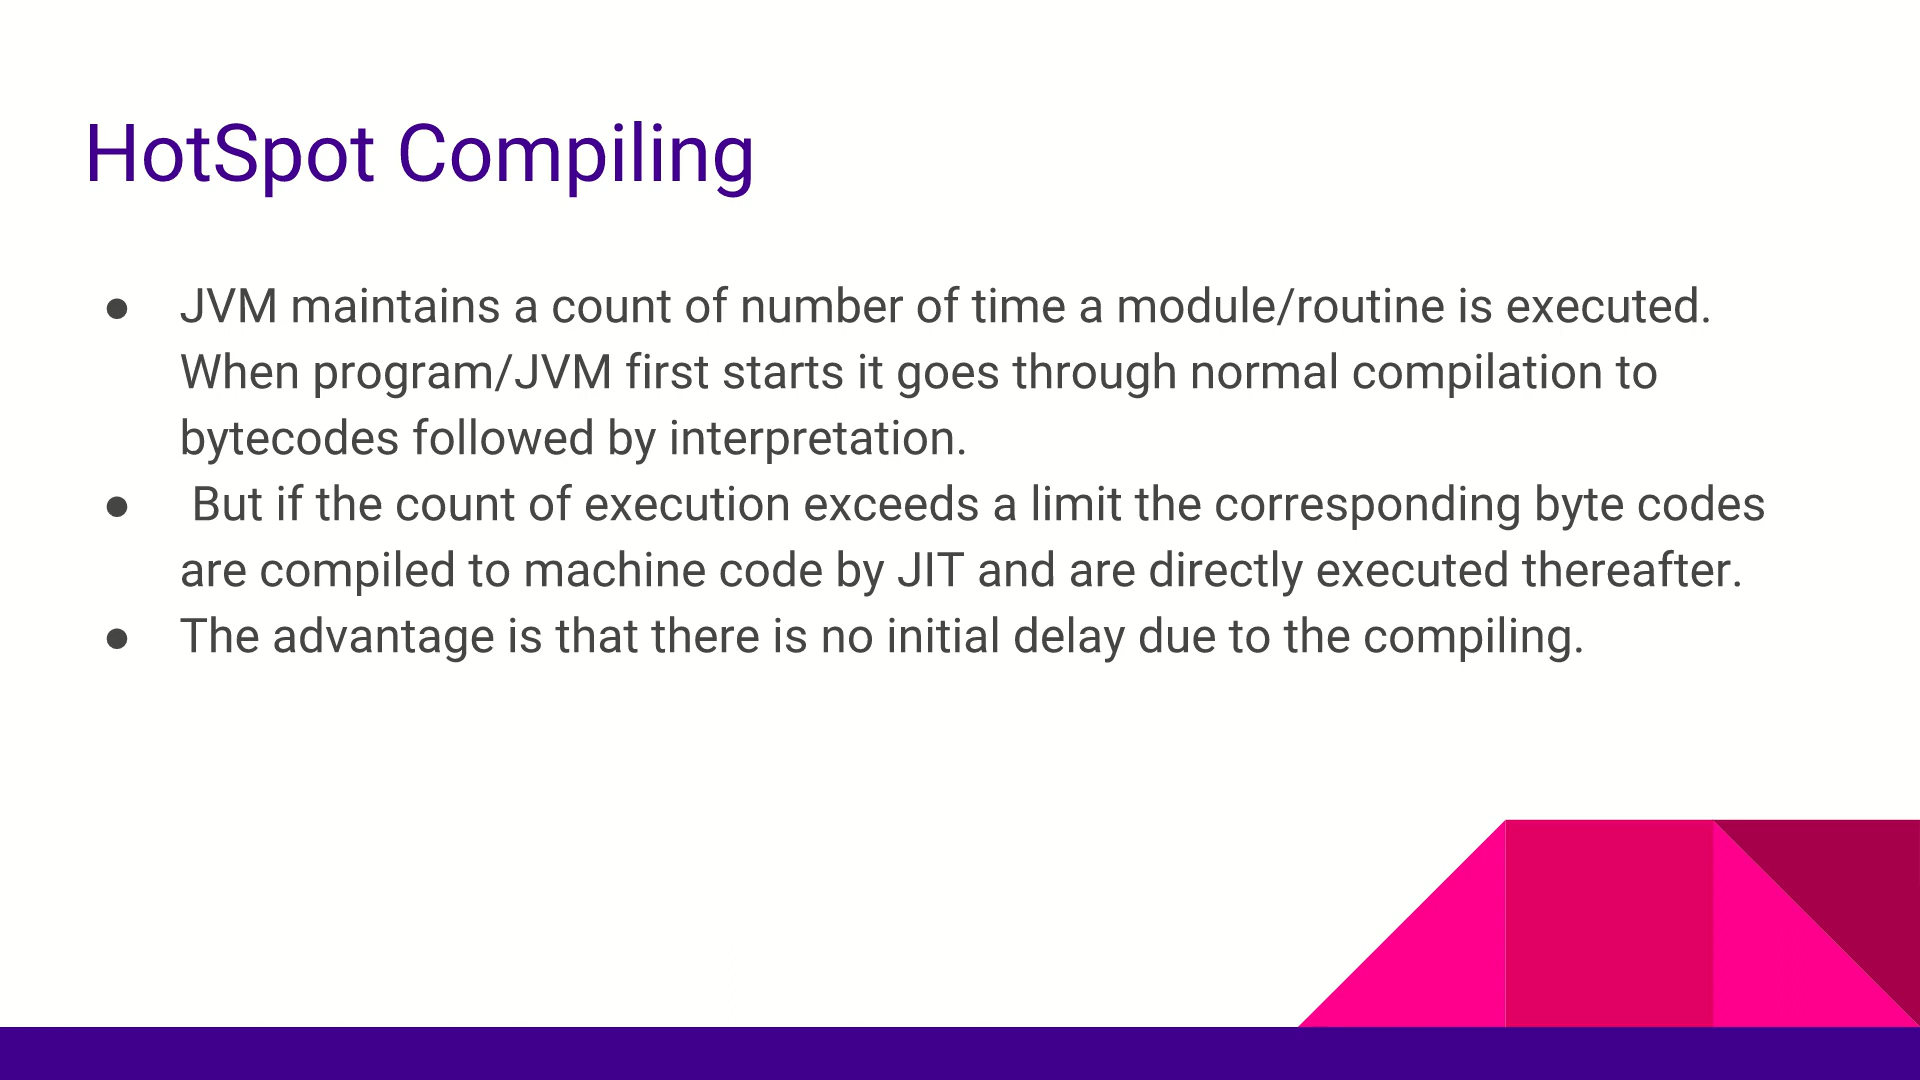 HotSpot Compiling
● JVM maintains a count of number of time a module/routine is executed.
When program/JVM first starts it goes through normal compilation to
bytecodes followed by interpretation.
● But if the count of execution exceeds a limit the corresponding byte codes
are compiled to machine code by JIT and are directly executed thereafter.
● The advantage is that there is no initial delay due to the compiling.